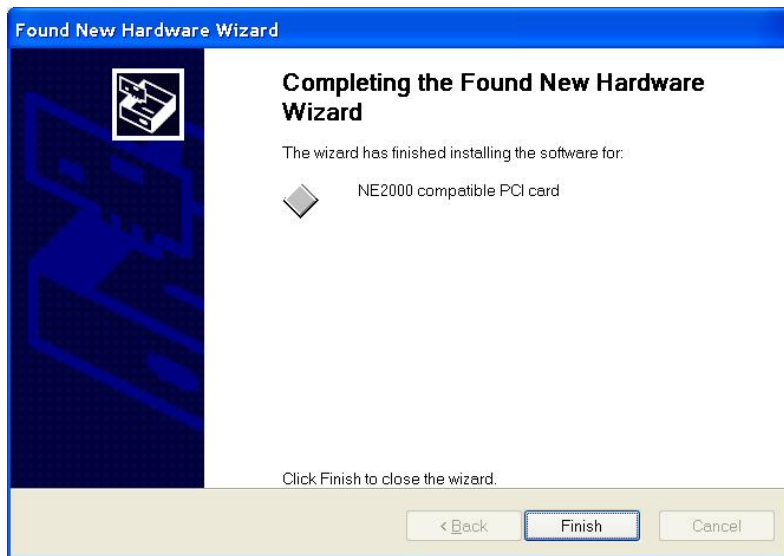 Found New Hardware Wizard
Completing the Found New Hardware
Wizard
The wizard has finished installing the software for:
NE2000 compatible PCI card
Click Finish to close the wizard.
< Back
Finish
Cancel